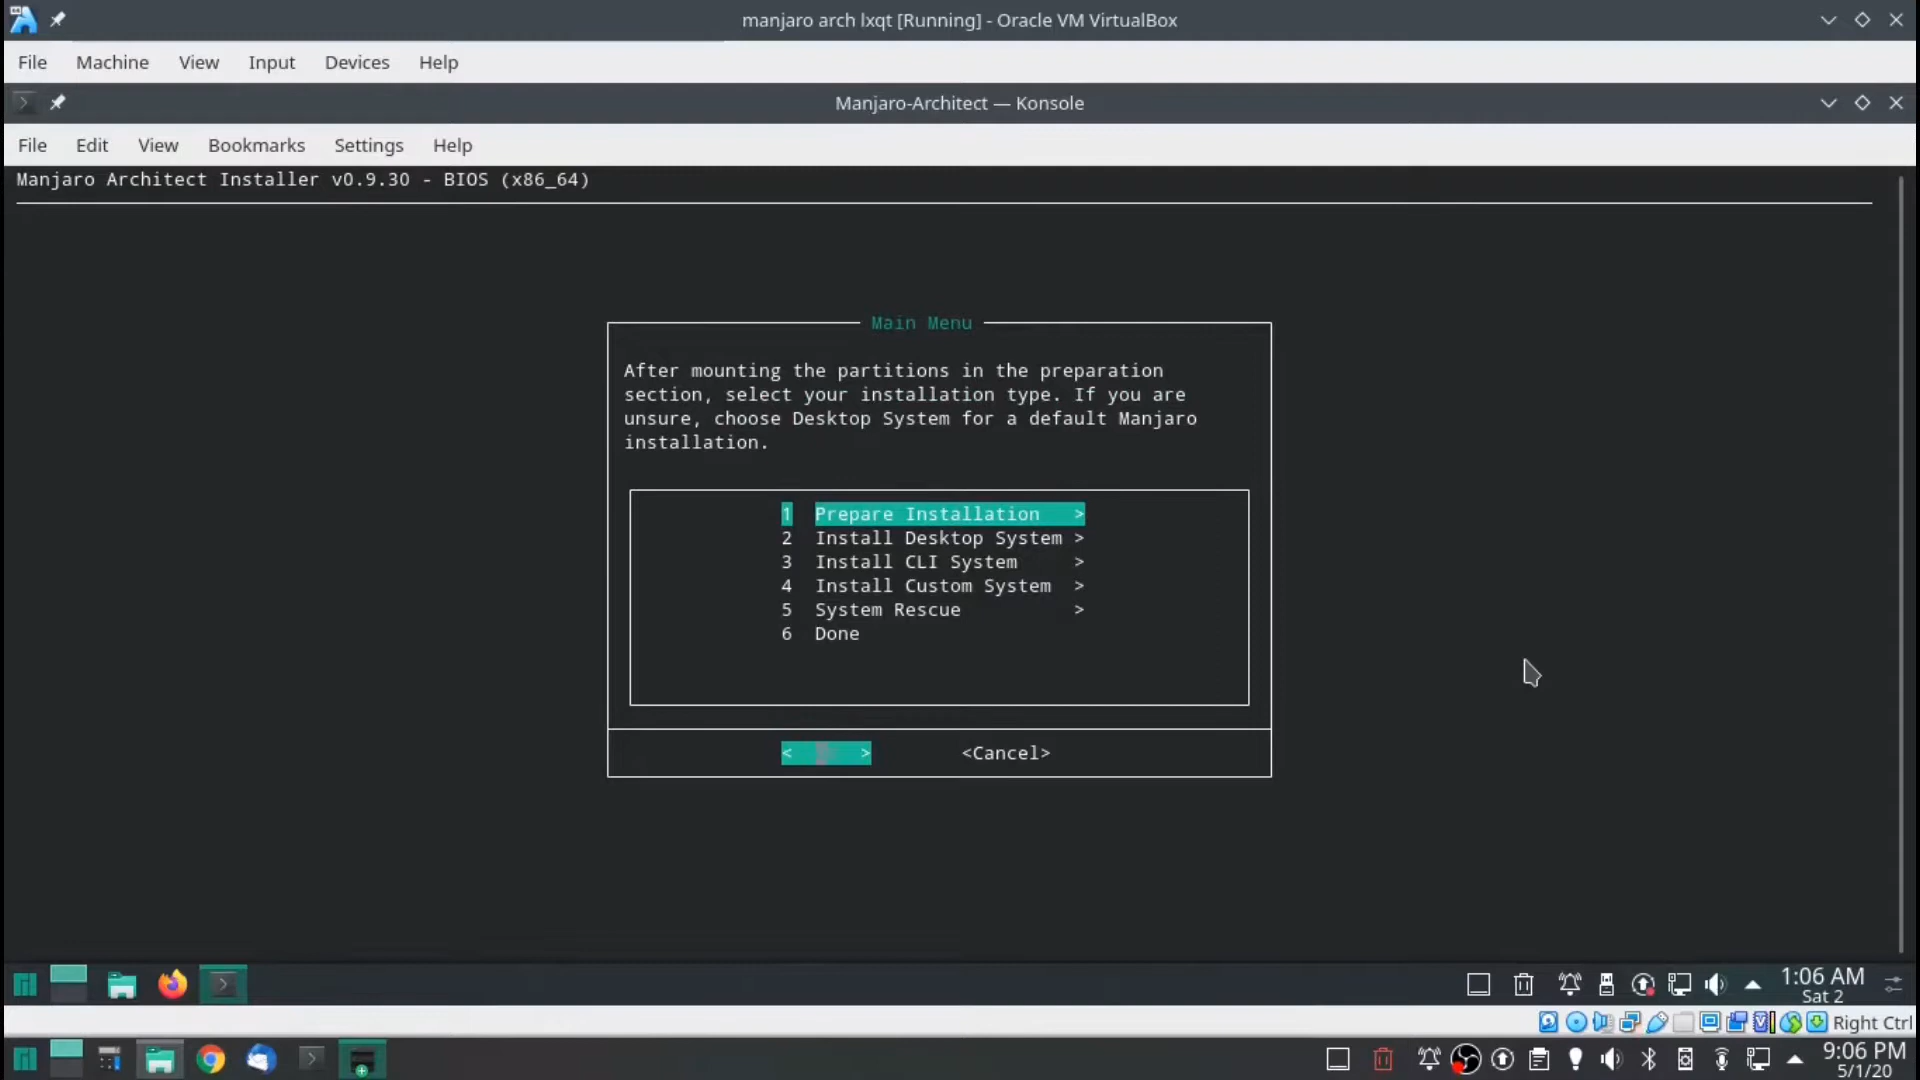 manjaro arch lxqt [Running] - Oracle VM VirtualBox
File Machine View Input Devices Help
Manjaro-Architect — Konsole
File Edit View Bookmarks Settings Help
Manjaro Architect Installer v0.9.30 - BIOS (x86_64)
Main Menu
After mounting the partitions in the preparation
section, select your installation type. If you are
unsure, choose Desktop System for a default Manjaro
installation.
1 Prepare Installation >
2 Install Desktop System >
3 Install CLI System >
4 Install Custom System >
5 System Rescue >
6 Done
< > <Cancel>
1:06 AM
Sat 2
Right Ctrl
9:06 PM
5/1/20